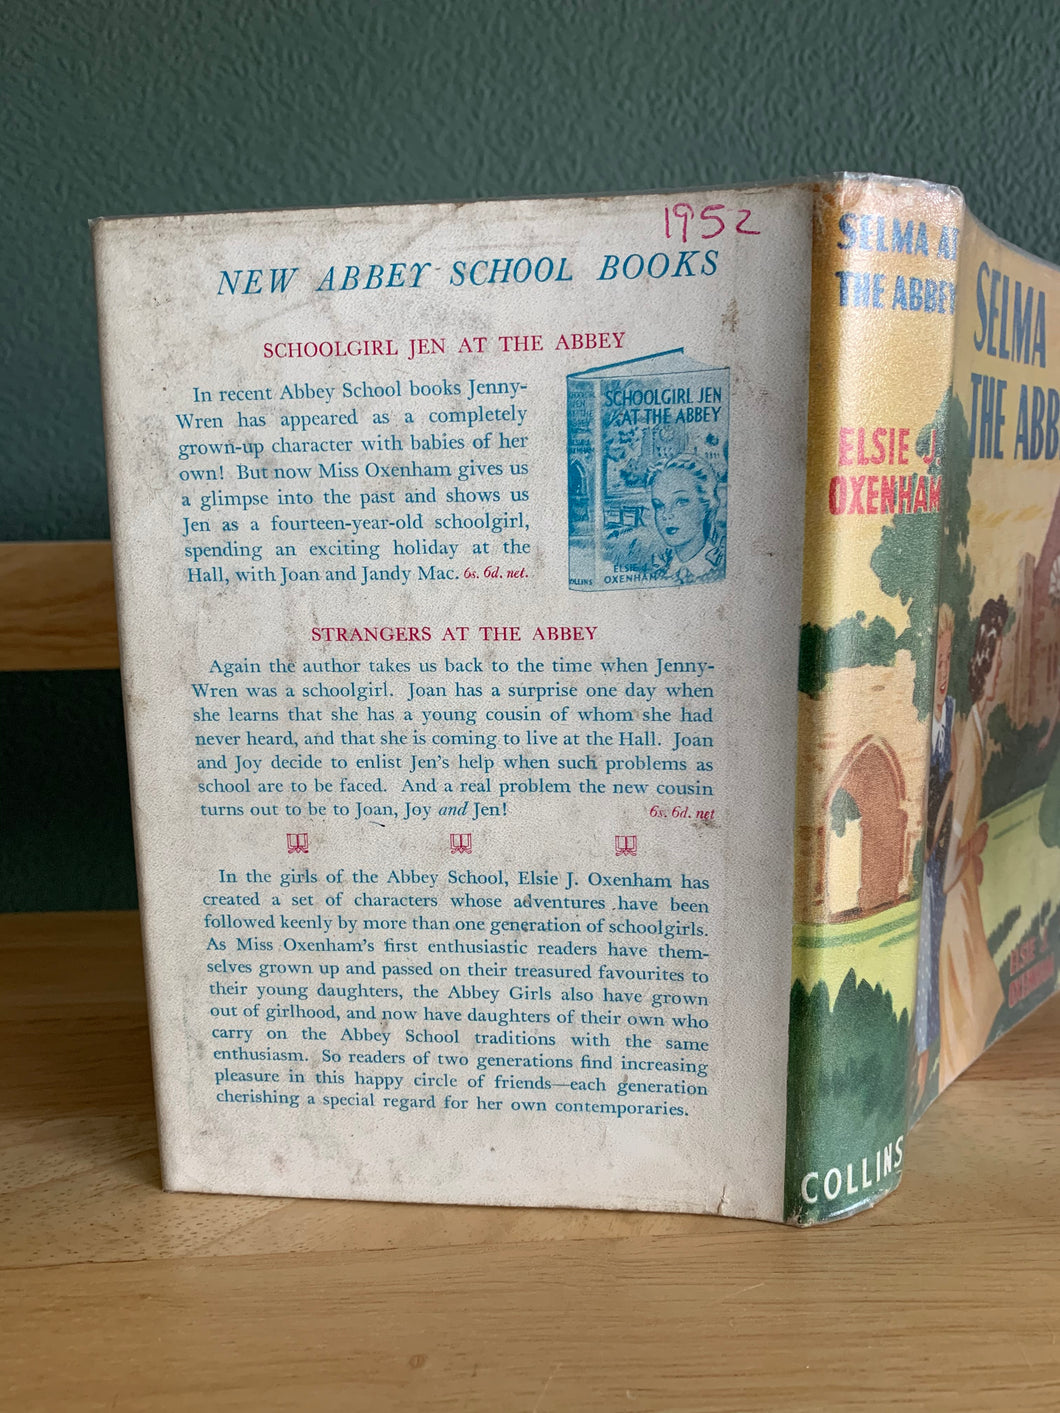 1952
NEW ABBEY SCHOOL BOOKS
SCHOOLGIRL JEN AT THE ABBEY
In recent Abbey School books Jenny-
Wren has appeared as a completely
grown-up character with babies of her
own! But now Miss Oxenham gives us
a glimpse into the past and shows us
Jen as a fourteen-year-old schoolgirl,
spending an exciting holiday at the
Hall, with Joan and Jandy Mac. 6s. 6d. net.
SCHOOLGIRL JEN
AT THE ABBEY
ELSIE J.
OXENHAM
STRANGERS AT THE ABBEY
Again the author takes us back to the time when Jenny-
Wren was a schoolgirl. Joan has a surprise one day when
she learns that she has a young cousin of whom she had
never heard, and that she is coming to live at the Hall. Joan
and Joy decide to enlist Jen's help when such problems as
school are to be faced. And a real problem the new cousin
turns out to be to Joan, Joy and Jen! 6s. 6d. net
In the girls of the Abbey School, Elsie J. Oxenham has
created a set of characters whose adventures have been
followed keenly by more than one generation of schoolgirls.
As Miss Oxenham's first enthusiastic readers have them-
selves grown up and passed on their treasured favourites to
their young daughters, the Abbey Girls also have grown
out of girlhood, and now have daughters of their own who
carry on the Abbey School traditions with the same
enthusiasm. So readers of two generations find increasing
pleasure in this happy circle of friends—each generation
cherishing a special regard for her own contemporaries.
SELMA AT
THE ABBEY
ELSIE J.
OXENHAM
COLLINS
SELMA
THE ABB
ELSIE J.
OXENHAM